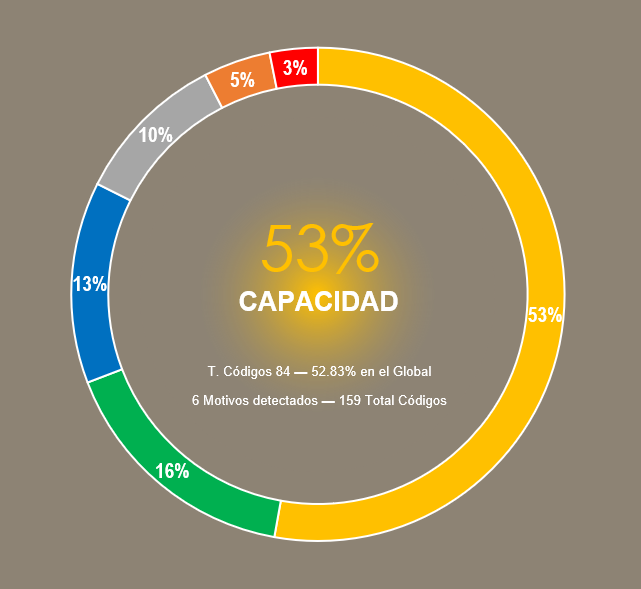 3%
5%
10%
53%
13%
CAPACIDAD
53%
T. Códigos 84 — 52.83% en el Global
6 Motivos detectados — 159 Total Códigos
16%